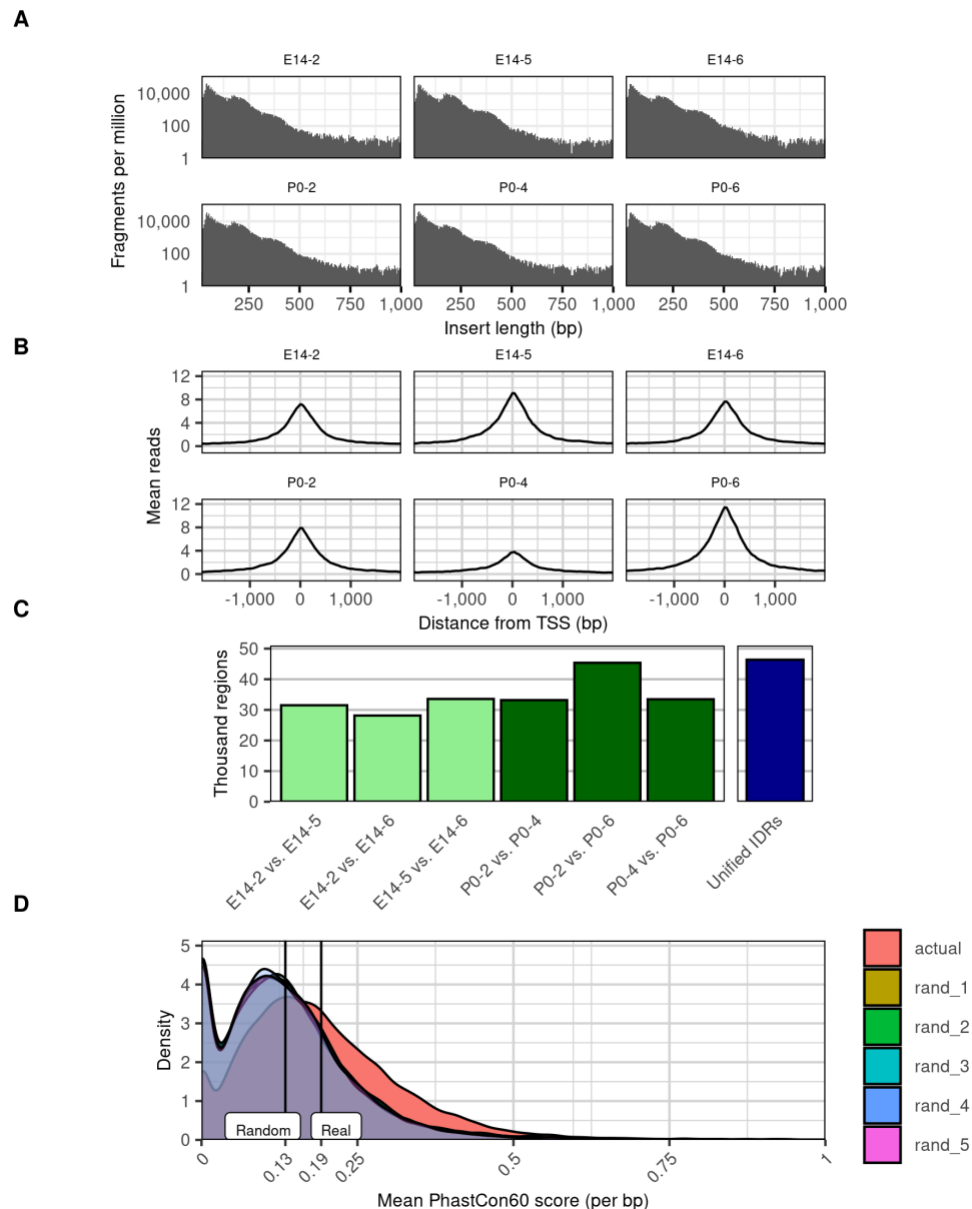 A
E14-2 E14-5 E14-6
10,000
100
1
P0-2 P0-4 P0-6
10,000
100
1
Fragments per million
250 500 750 1,000 250 500 750 1,000 250 500 750 1,000
Insert length (bp)
B
E14-2 E14-5 E14-6
12
8
4
0
P0-2 P0-4 P0-6
12
8
4
0
Mean reads
-1,000 0 1,000 -1,000 0 1,000 -1,000 0 1,000
Distance from TSS (bp)
C
Thousand regions
50
40
30
20
10
0
E14-2 vs. E14-5
E14-2 vs. E14-6
E14-5 vs. E14-6
P0-2 vs. P0-4
P0-2 vs. P0-6
P0-4 vs. P0-6
Unified IDRs
D
Density
5
4
3
2
1
0
Random Real
0 0.13 0.19 0.25 0.5 0.75 1
Mean PhastCon60 score (per bp)
actual
rand_1
rand_2
rand_3
rand_4
rand_5